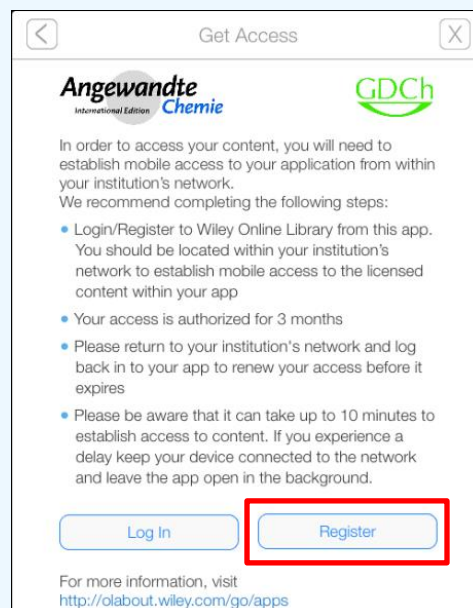 Get Access
X
Angewandte
International Edition Chemie
GDCh
In order to access your content, you will need to
establish mobile access to your application from within
your institution's network.
We recommend completing the following steps:
• Login/Register to Wiley Online Library from this app.
You should be located within your institution's
network to establish mobile access to the licensed
content within your app
• Your access is authorized for 3 months
• Please return to your institution's network and log
back in to your app to renew your access before it
expires
• Please be aware that it can take up to 10 minutes to
establish access to content. If you experience a
delay keep your device connected to the network
and leave the app open in the background.
Log In
Register
For more information, visit
http://olabout.wiley.com/go/apps